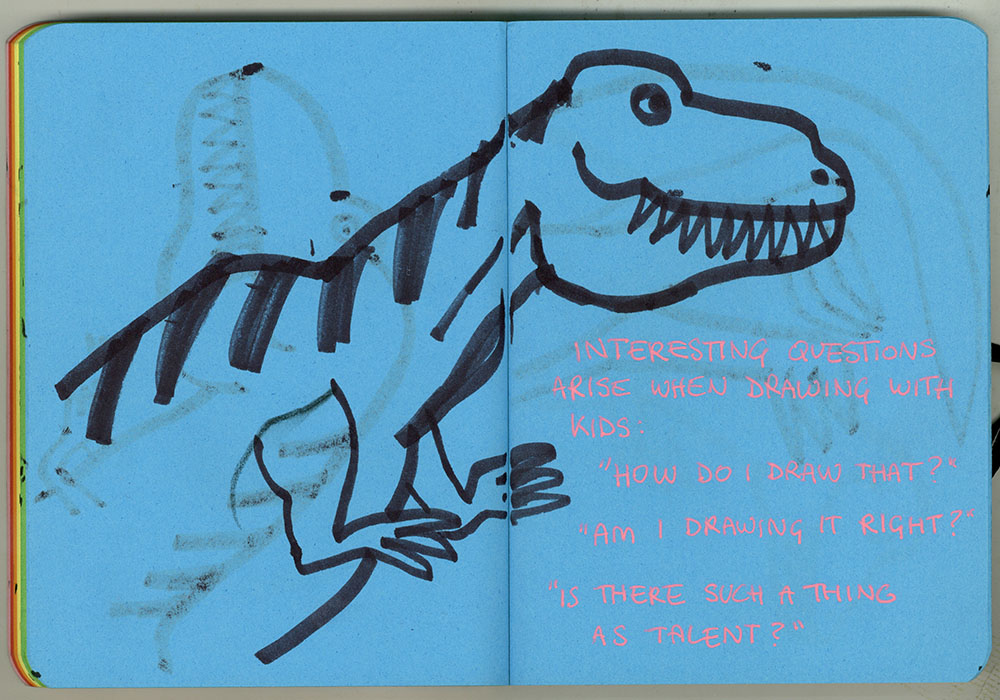 INTERESTING QUESTIONS
ARISE WHEN DRAWING WITH
KIDS:
"HOW DO I DRAW THAT?"
"AM I DRAWING IT RIGHT?"
"IS THERE SUCH A THING
AS TALENT?"